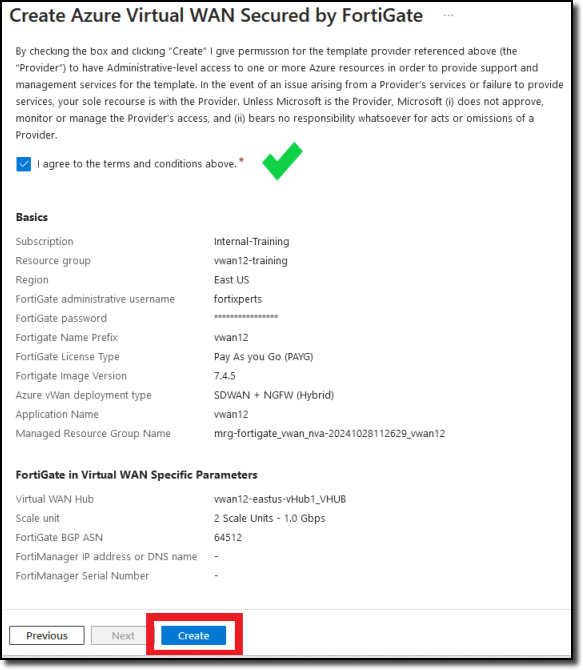 Create Azure Virtual WAN Secured by FortiGate ...
By checking the box and clicking "Create" I give permission for the template provider referenced above (the
"Provider") to have Administrative-level access to one or more Azure resources in order to provide support and
management services for the template. In the event of an issue arising from a Provider's services or failure to provide
services, your sole recourse is with the Provider. Unless Microsoft is the Provider, Microsoft (i) does not approve,
monitor or manage the Provider's access, and (ii) bears no responsibility whatsoever for acts or omissions of a
Provider.
I agree to the terms and conditions above. *
Basics
Subscription Internal-Training
Resource group vwan12-training
Region East US
FortiGate administrative username fortixperts
FortiGate password ****************
Fortigate Name Prefix vwan12
FortiGate License Type Pay As you Go (PAYG)
Fortigate Image Version 7.4.5
Azure vWan deployment type SDWAN + NGFW (Hybrid)
Application Name vwan12
Managed Resource Group Name mrg-fortigate_vwan_nva-20241028112629_vwan12
FortiGate in Virtual WAN Specific Parameters
Virtual WAN Hub vwan12-eastus-vHub1_VHUB
Scale unit 2 Scale Units - 1.0 Gbps
FortiGate BGP ASN 64512
FortiManager IP address or DNS name -
FortiManager Serial Number -
Previous Next Create